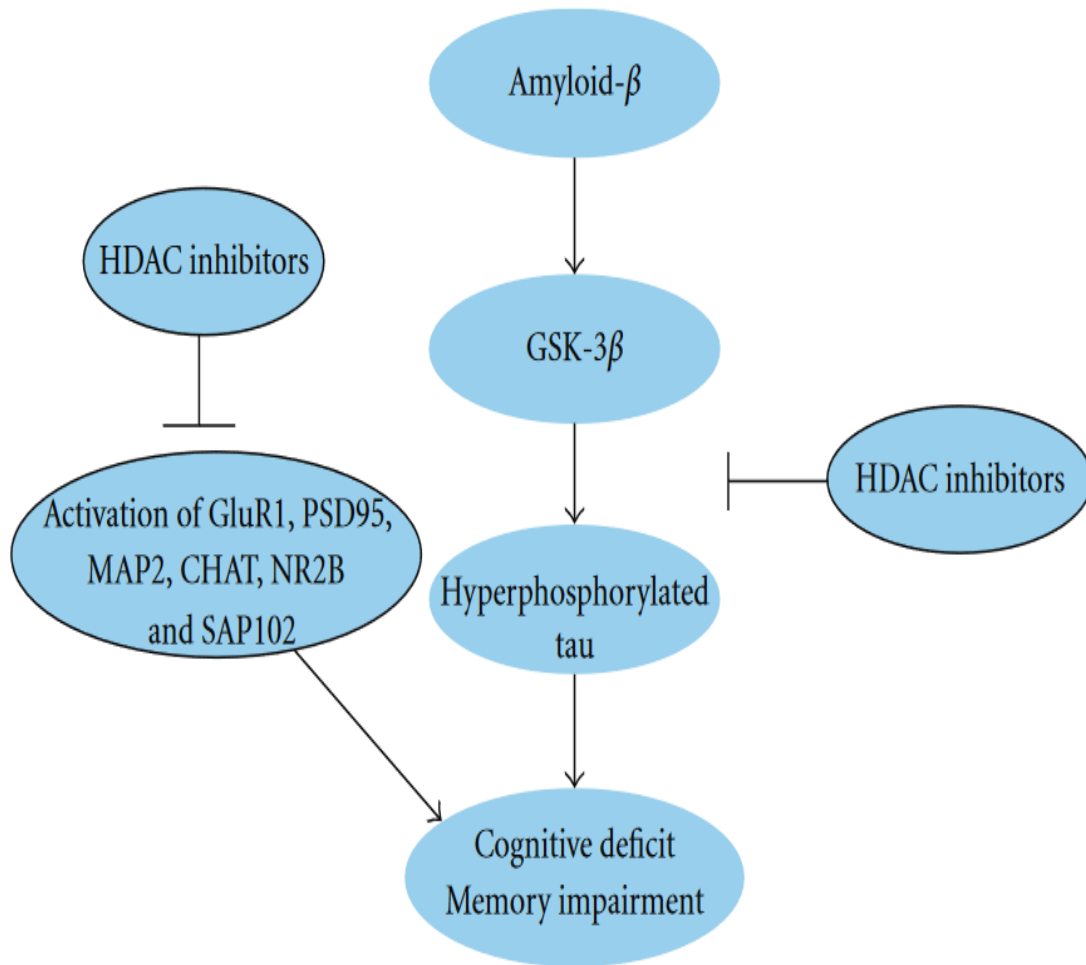 Amyloid-β
HDAC inhibitors
GSK-3β
HDAC inhibitors
Activation of GluR1, PSD95,
MAP2, CHAT, NR2B
and SAP102
Hyperphosphorylated
tau
Cognitive deficit
Memory impairment